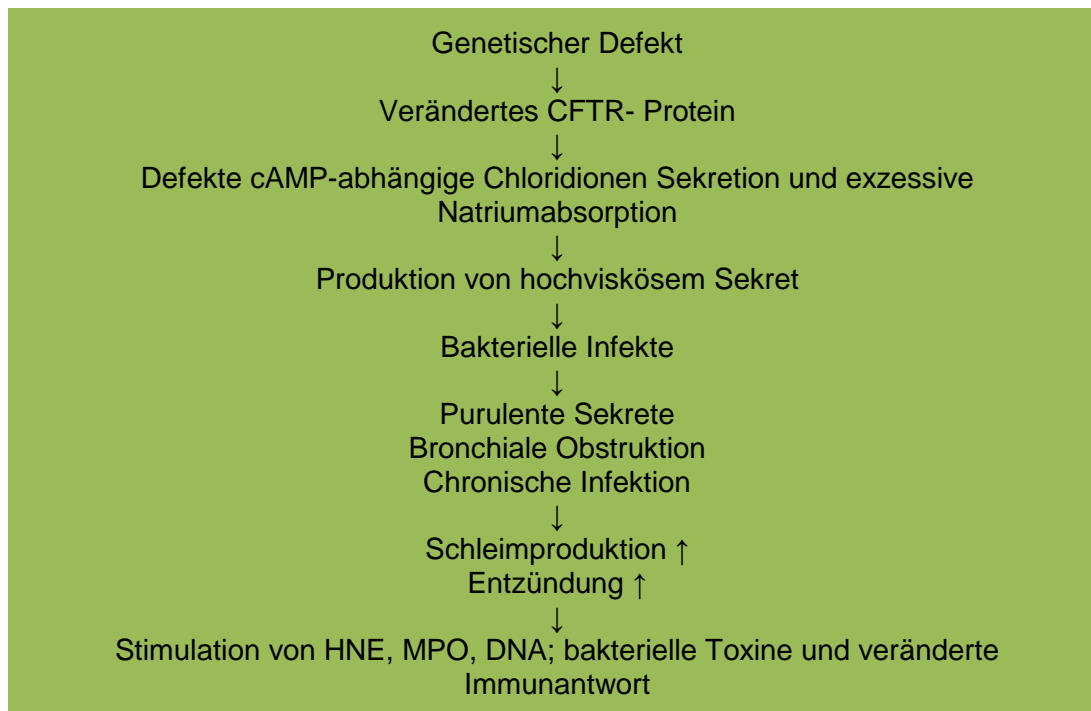 Genetischer Defekt
↓
Verändertes CFTR- Protein
↓
Defekte cAMP-abhängige Chloridionen Sekretion und exzessive
Natriumabsorption
↓
Produktion von hochviskösem Sekret
↓
Bakterielle Infekte
↓
Purulente Sekrete
Bronchiale Obstruktion
Chronische Infektion
↓
Schleimproduktion ↑
Entzündung ↑
↓
Stimulation von HNE, MPO, DNA; bakterielle Toxine und veränderte
Immunantwort